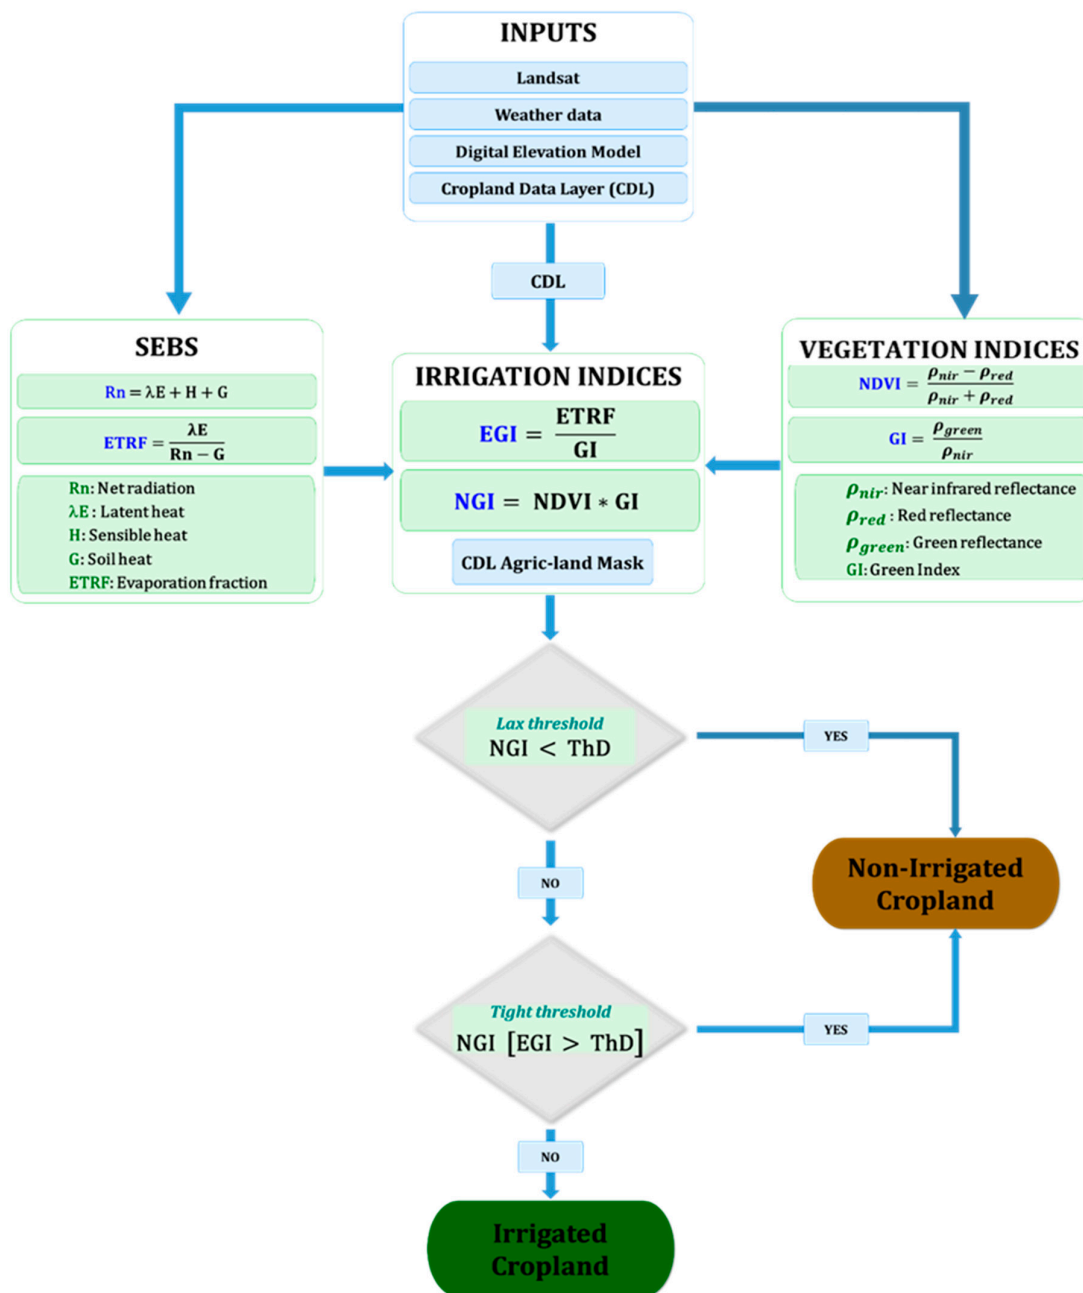 INPUTS
Landsat
Weather data
Digital Elevation Model
Cropland Data Layer (CDL)
CDL
SEBS
Rn = λE + H + G
ETRF = λE / Rn − G
Rn: Net radiation
λE : Latent heat
H: Sensible heat
G: Soil heat
ETRF: Evaporation fraction
IRRIGATION INDICES
EGI = ETRF / GI
NGI = NDVI * GI
CDL Agric-land Mask
VEGETATION INDICES
NDVI = ρnir − ρred / ρnir + ρred
GI = ρgreen / ρnir
ρnir: Near infrared reflectance
ρred : Red reflectance
ρgreen: Green reflectance
GI: Green Index
Lax threshold
NGI < ThD
YES
NO
Non-Irrigated
Cropland
Tight threshold
NGI [EGI > ThD]
YES
NO
Irrigated
Cropland